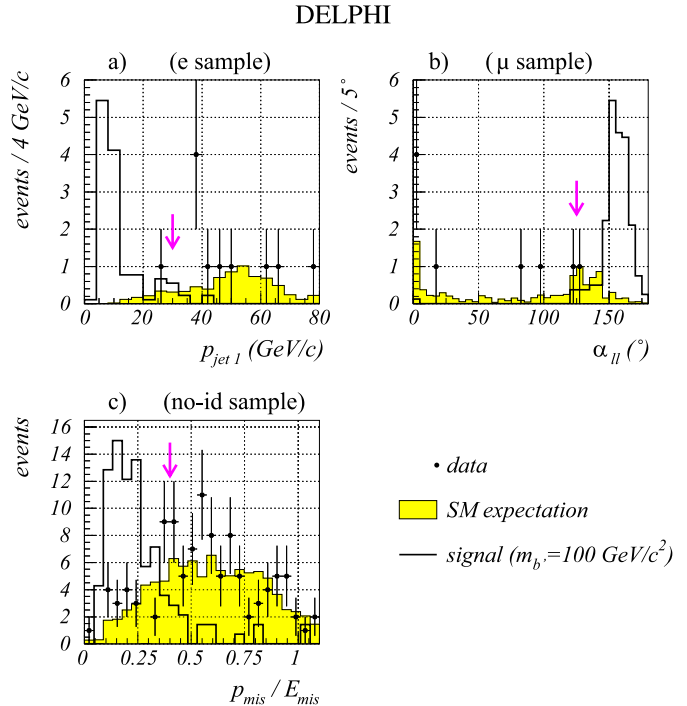 DELPHI
a) (e sample)
events / 4 GeV/c
6
5
4
3
2
1
0
0 20 40 60 80
p_jet 1 (GeV/c)
b) (μ sample)
events / 5°
6
5
4
3
2
1
0
0 50 100 150
α_ll (°)
c) (no-id sample)
events
16
14
12
10
8
6
4
2
0
0 0.25 0.5 0.75 1
p_mis / E_mis
data
SM expectation
signal (m_b'=100 GeV/c²)